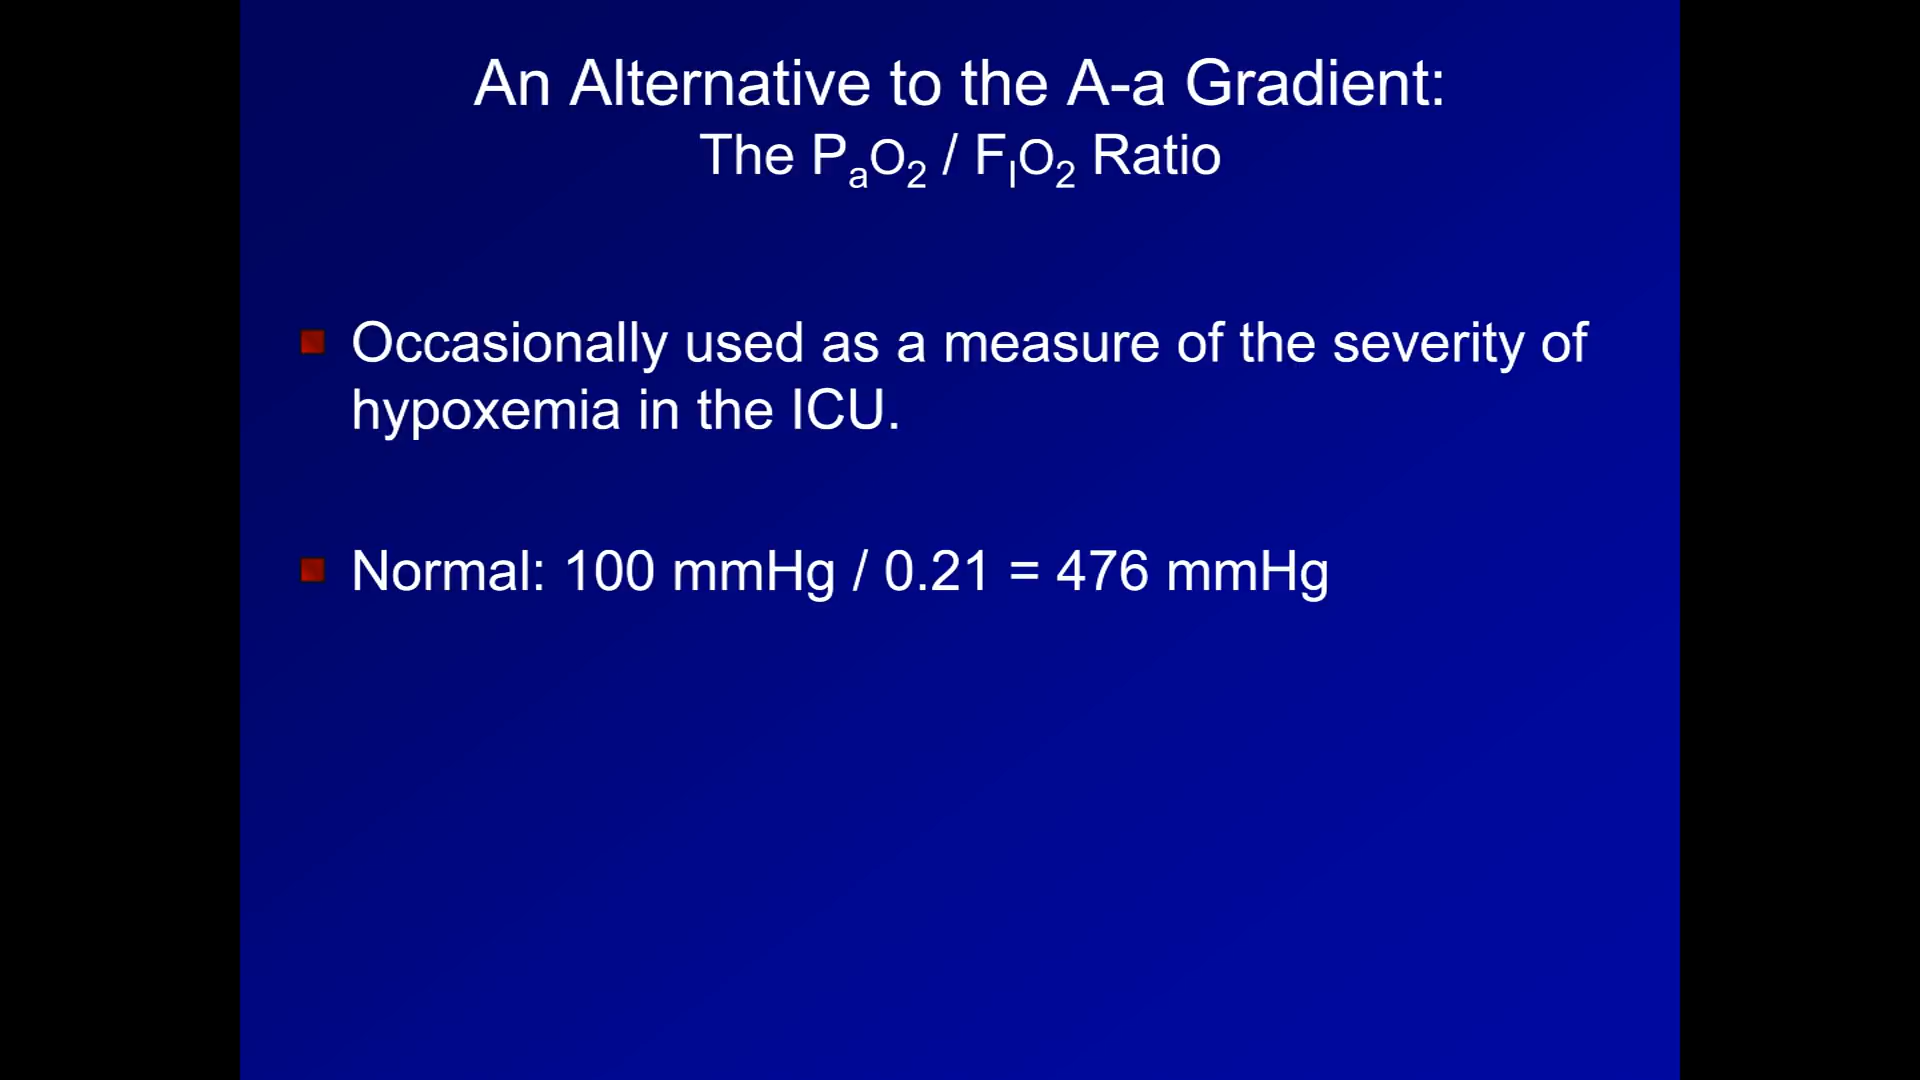 An Alternative to the A-a Gradient:
The PaO2 / FIO2 Ratio
Occasionally used as a measure of the severity of
hypoxemia in the ICU.
Normal: 100 mmHg / 0.21 = 476 mmHg